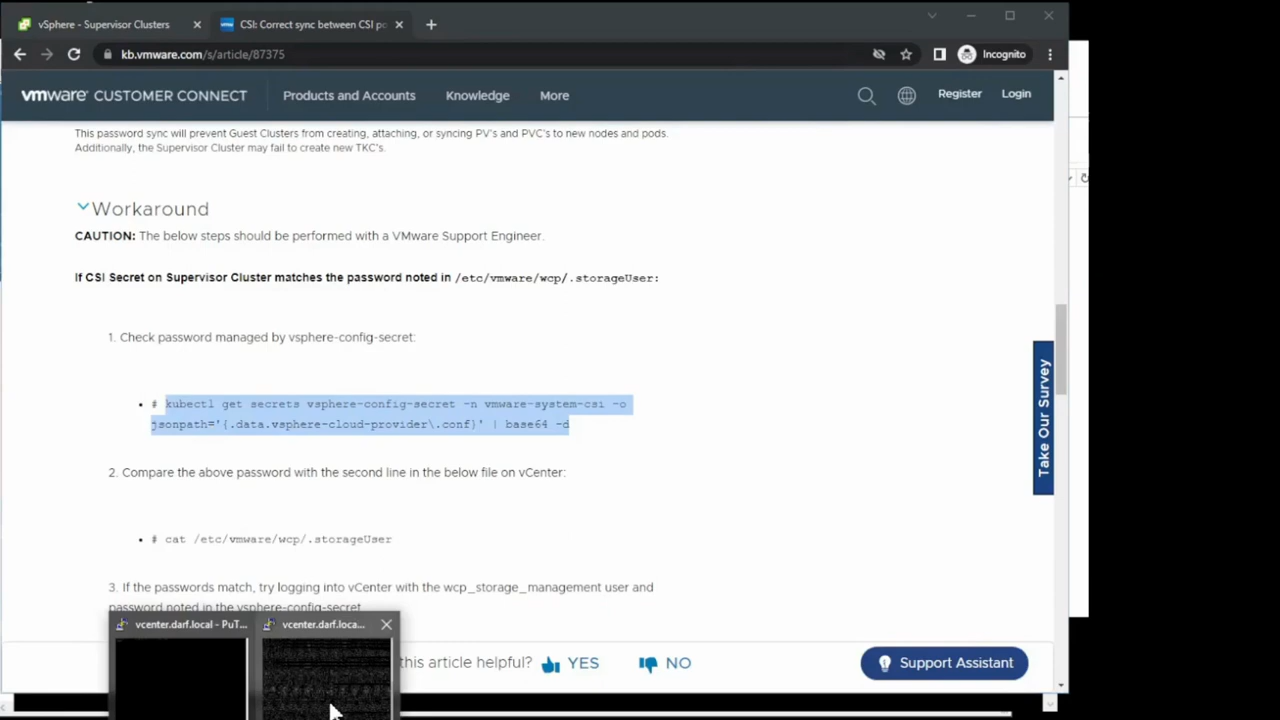 vSphere - Supervisor Clusters
CSI: Correct sync between CSI po
kb.vmware.com/s/article/87375
Incognito
vmware CUSTOMER CONNECT
Products and Accounts
Knowledge
More
Register
Login
This password sync will prevent Guest Clusters from creating, attaching, or syncing PV's and PVC's to new nodes and pods.
Additionally, the Supervisor Cluster may fail to create new TKC's.
Workaround
CAUTION: The below steps should be performed with a VMware Support Engineer.
If CSI Secret on Supervisor Cluster matches the password noted in /etc/vmware/wcp/.storageUser:
1. Check password managed by vsphere-config-secret:
• # kubectl get secrets vsphere-config-secret -n vmware-system-csi -o
jsonpath='{.data.vsphere-cloud-provider\.conf}' | base64 -d
2. Compare the above password with the second line in the below file on vCenter:
• # cat /etc/vmware/wcp/.storageUser
3. If the passwords match, try logging into vCenter with the wcp_storage_management user and
password noted in the vsphere-config-secret
vcenter.darf.local - PuT...
vcenter.darf.loca...
this article helpful?
YES
NO
Support Assistant
Take Our Survey